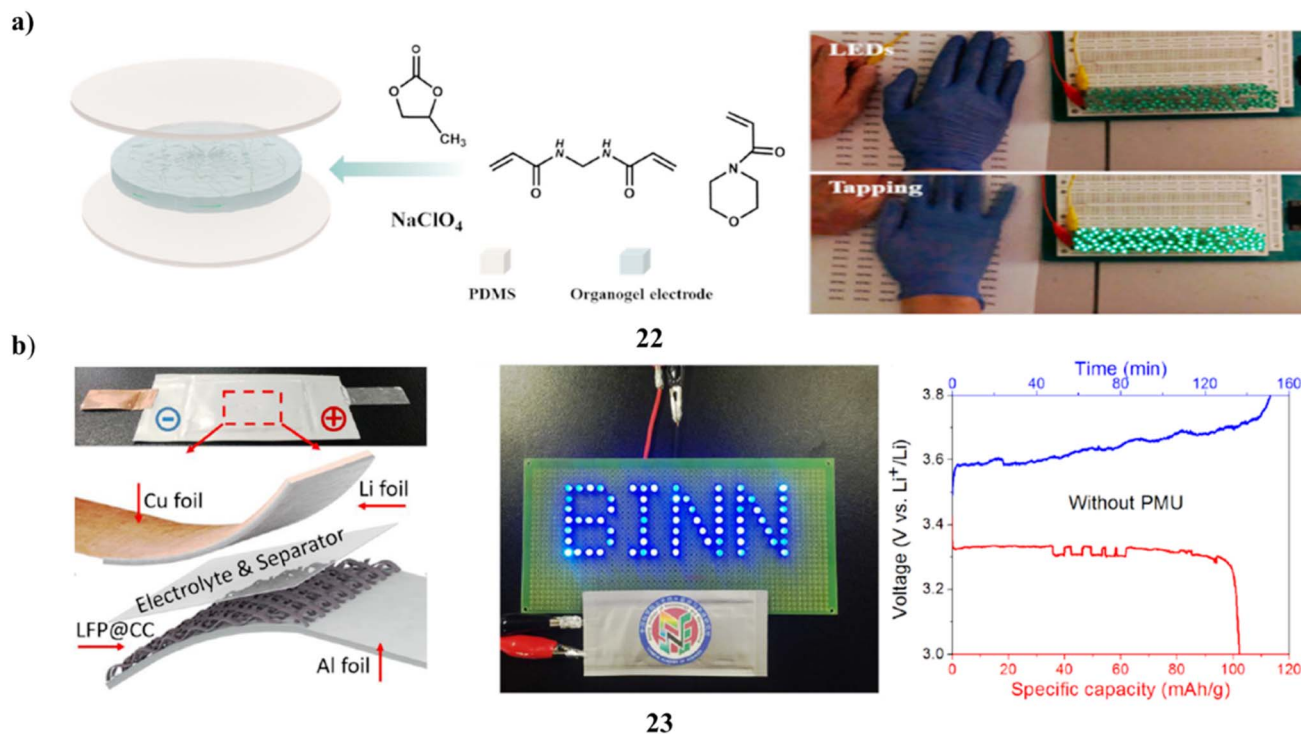 a)
O
O
O
CH₃
NaClO₄
H
N
H
N
O
O
O
N
O
PDMS
Organogel electrode
LEDs
Tapping
22
b)
⊖
⊕
Cu foil
Li foil
Electrolyte & Separator
LFP@CC
Al foil
BINN
Time (min)
0 40 80 120 160
3.8
3.6
3.4
3.2
3.0
Voltage (V vs. Li⁺/Li)
Without PMU
0 20 40 60 80 100 120
Specific capacity (mAh/g)
23